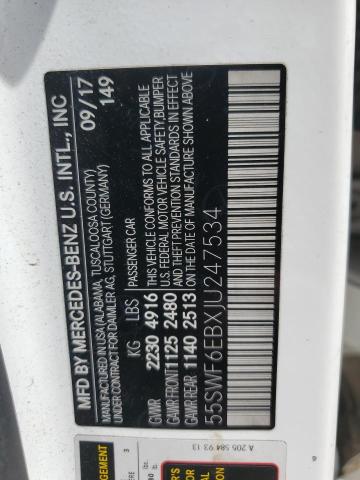 MFD BY MERCEDES-BENZ U.S. INTL., INC
MANUFACTURED IN USA (ALABAMA, TUSCALOOSA COUNTY)
UNDER CONTRACT FOR DAIMLER AG, STUTTGART (GERMANY)
09/17
149
PASSENGER CAR
KG LBS
GVWR 2230 4916
GAWR FRONT 1125 2480
GAWR REAR 1140 2513
THIS VEHICLE CONFORMS TO ALL APPLICABLE
U.S. FEDERAL MOTOR VEHICLE SAFETY,BUMPER
AND THEFT PREVENTION STANDARDS IN EFFECT
ON THE DATE OF MANUFACTURE SHOWN ABOVE
55SWF6EBXJU247534
A 205 584 93 13
3
lbs.